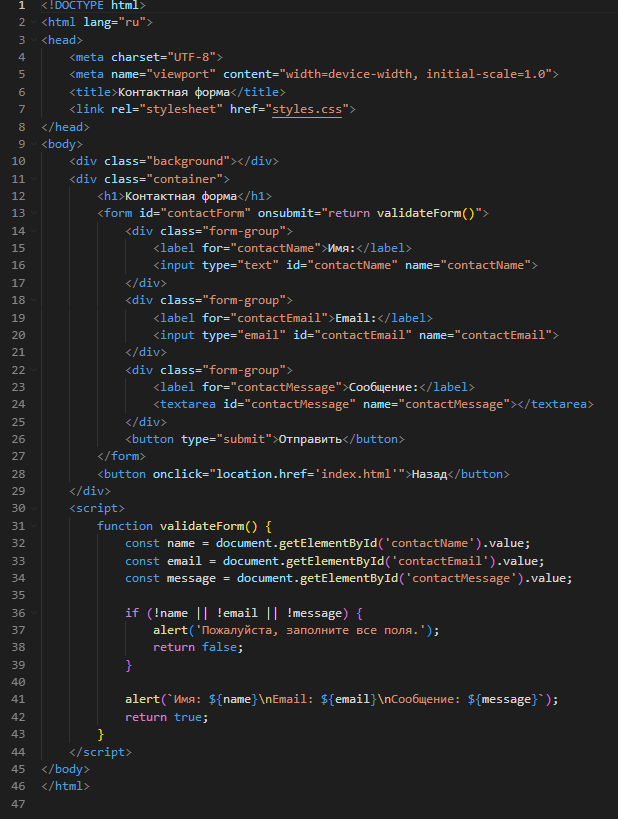 1 <!DOCTYPE html>
2 <html lang="ru">
3 <head>
4     <meta charset="UTF-8">
5     <meta name="viewport" content="width=device-width, initial-scale=1.0">
6     <title>Контактная форма</title>
7     <link rel="stylesheet" href="styles.css">
8 </head>
9 <body>
10     <div class="background"></div>
11     <div class="container">
12         <h1>Контактная форма</h1>
13         <form id="contactForm" onsubmit="return validateForm()">
14             <div class="form-group">
15                 <label for="contactName">Имя:</label>
16                 <input type="text" id="contactName" name="contactName">
17             </div>
18             <div class="form-group">
19                 <label for="contactEmail">Email:</label>
20                 <input type="email" id="contactEmail" name="contactEmail">
21             </div>
22             <div class="form-group">
23                 <label for="contactMessage">Сообщение:</label>
24                 <textarea id="contactMessage" name="contactMessage"></textarea>
25             </div>
26             <button type="submit">Отправить</button>
27         </form>
28         <button onclick="location.href='index.html'">Назад</button>
29     </div>
30     <script>
31         function validateForm() {
32             const name = document.getElementById('contactName').value;
33             const email = document.getElementById('contactEmail').value;
34             const message = document.getElementById('contactMessage').value;
35
36             if (!name || !email || !message) {
37                 alert('Пожалуйста, заполните все поля.');
38                 return false;
39             }
40
41             alert(`Имя: ${name}\nEmail: ${email}\nСообщение: ${message}`);
42             return true;
43         }
44     </script>
45 </body>
46 </html>
47